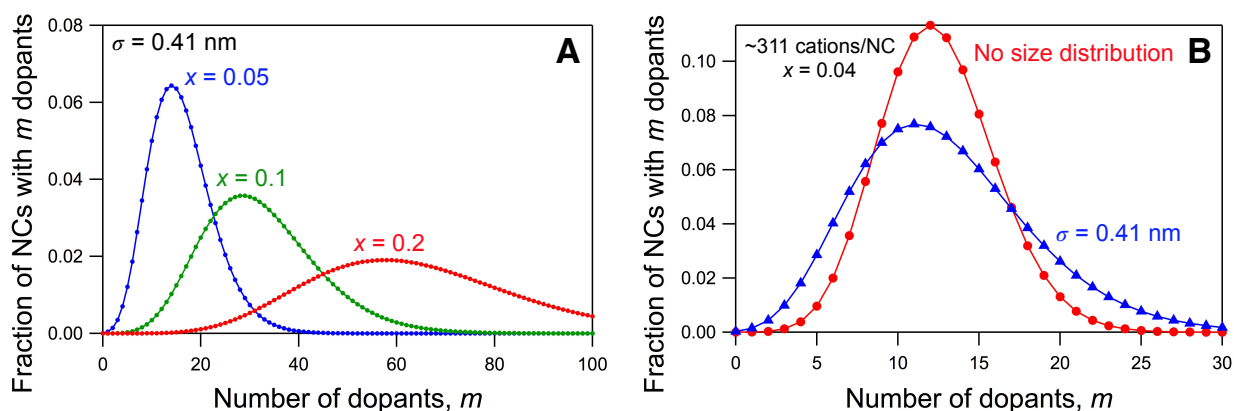 A
σ = 0.41 nm
x = 0.05
x = 0.1
x = 0.2
Fraction of NCs with m dopants
0.08
0.06
0.04
0.02
0.00
0 20 40 60 80 100
Number of dopants, m
B
~311 cations/NC
x = 0.04
No size distribution
σ = 0.41 nm
Fraction of NCs with m dopants
0.10
0.08
0.06
0.04
0.02
0.00
0 5 10 15 20 25 30
Number of dopants, m